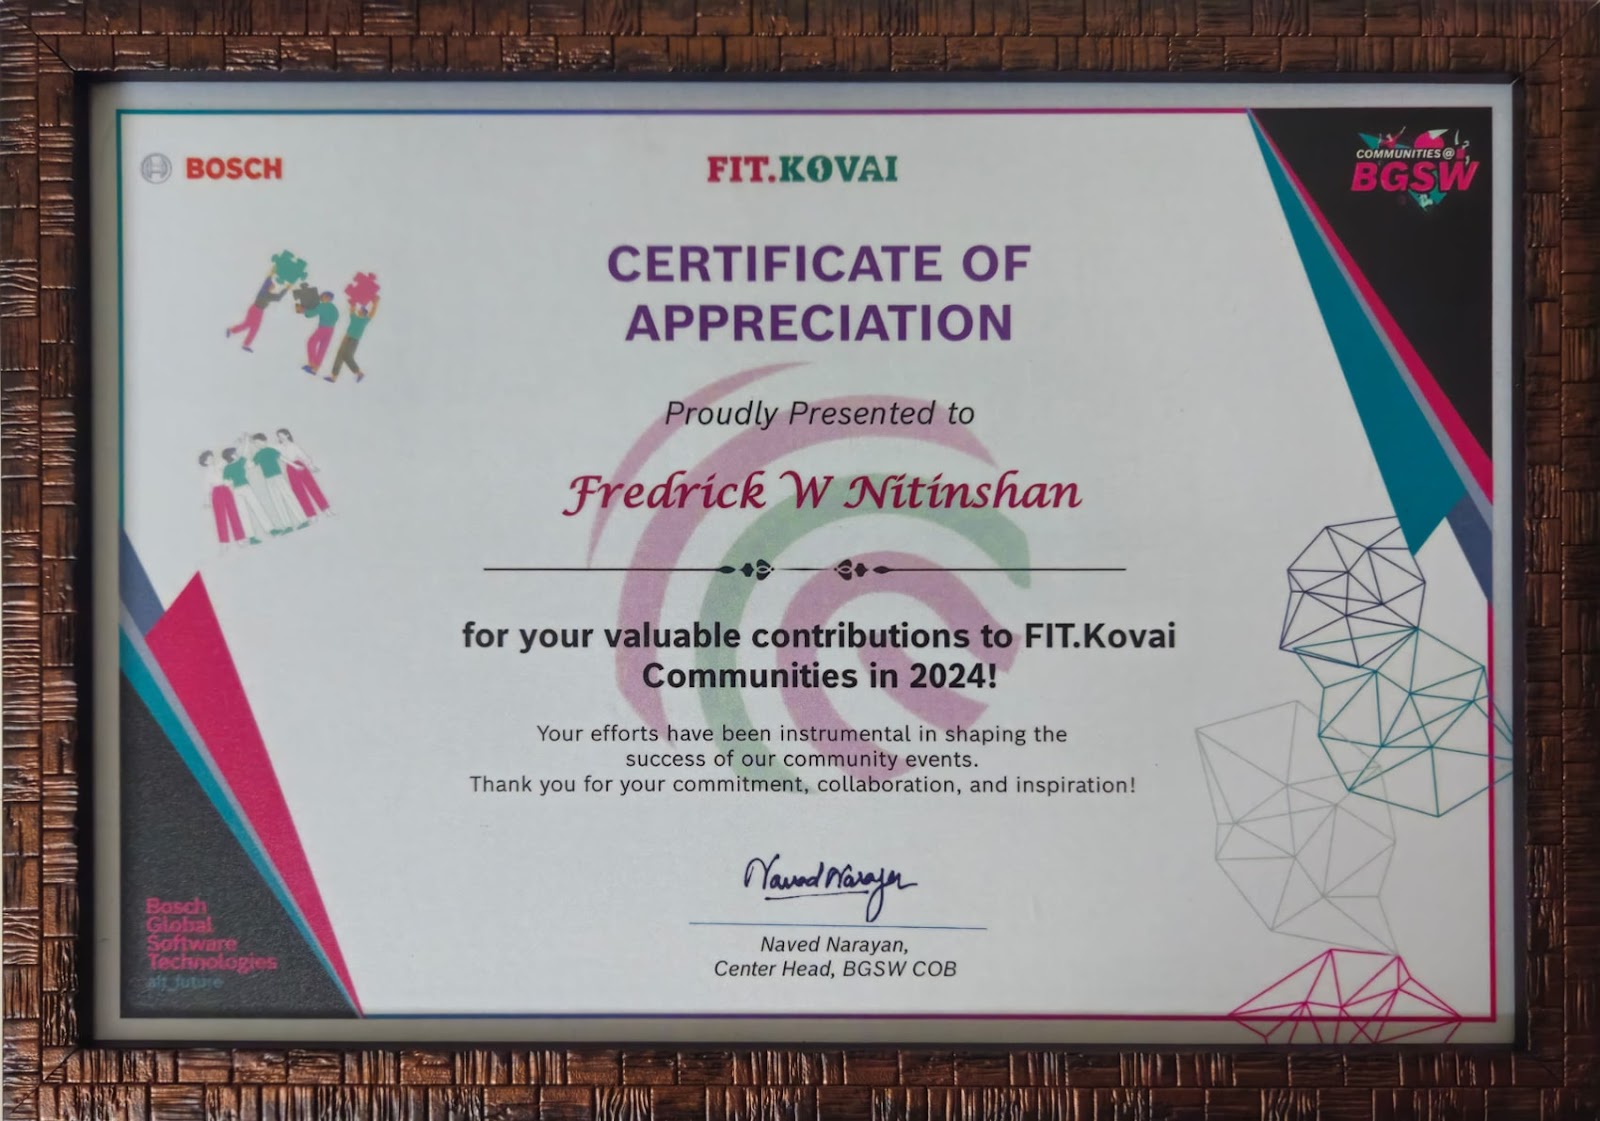 BOSCH
FIT.KOVAI
COMMUNITIES@
BGSW
CERTIFICATE OF
APPRECIATION
Proudly Presented to
Fredrick W Nitinshan
for your valuable contributions to FIT.Kovai
Communities in 2024!
Your efforts have been instrumental in shaping the
success of our community events.
Thank you for your commitment, collaboration, and inspiration!
Naved Narayan
Naved Narayan,
Center Head, BGSW COB
Bosch
Global
Software
Technologies
alt_future